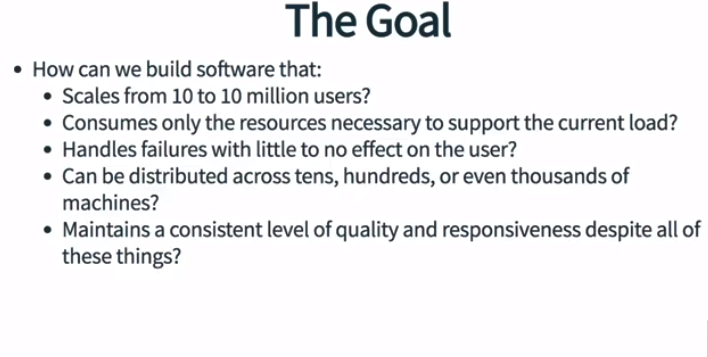 The Goal
How can we build software that:
Scales from 10 to 10 million users?
Consumes only the resources necessary to support the current load?
Handles failures with little to no effect on the user?
Can be distributed across tens, hundreds, or even thousands of
machines?
Maintains a consistent level of quality and responsiveness despite all of
these things?